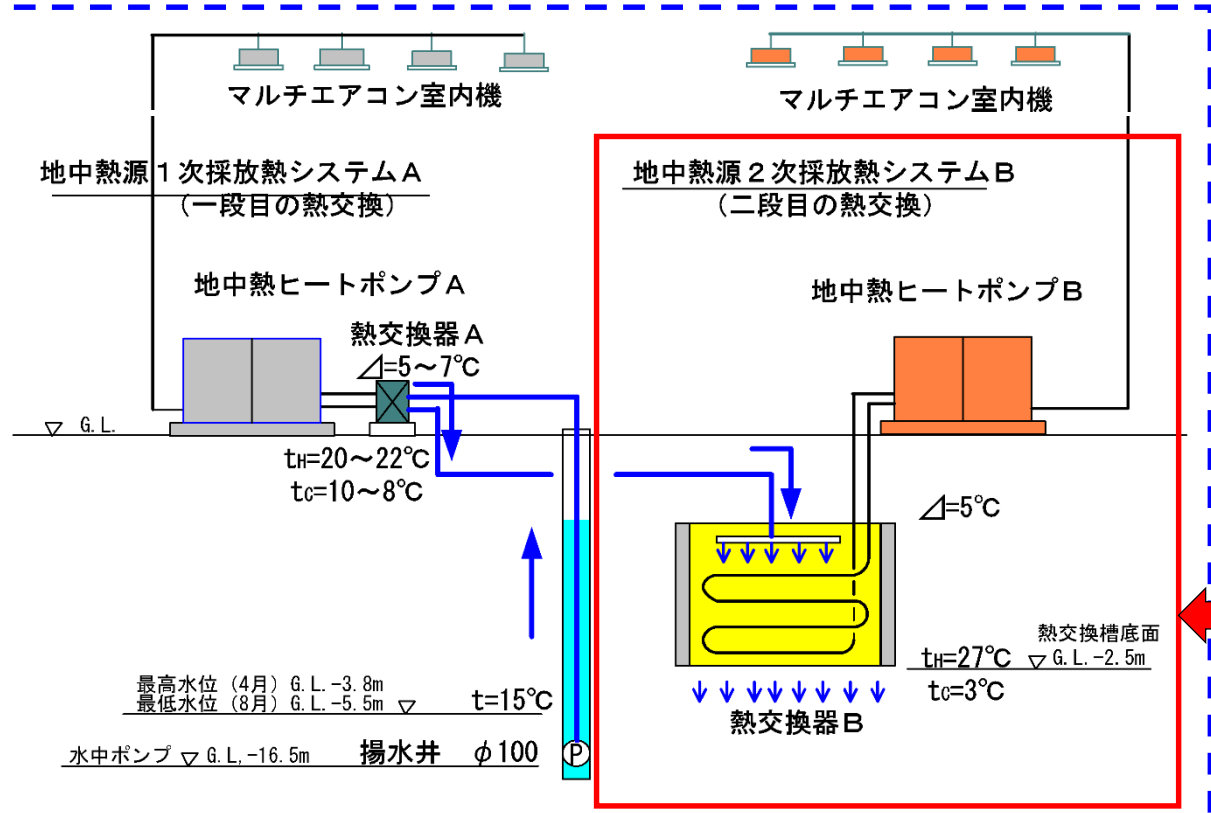 マルチエアコン室内機
マルチエアコン室内機
地中熱源１次採放熱システムＡ
（一段目の熱交換）
地中熱源２次採放熱システムＢ
（二段目の熱交換）
地中熱ヒートポンプＡ
地中熱ヒートポンプＢ
熱交換器Ａ
⊿=5～7℃
▽ G.L.
tH=20～22℃
tc=10～8℃
⊿=5℃
熱交換槽底面
tH=27℃ ▽ G.L.-2.5m
tc=3℃
熱交換器Ｂ
最高水位（4月）G.L.-3.8m
最低水位（8月）G.L.-5.5m ▽ t=15℃
水中ポンプ ▽ G.L,-16.5m 揚水井 φ100 P